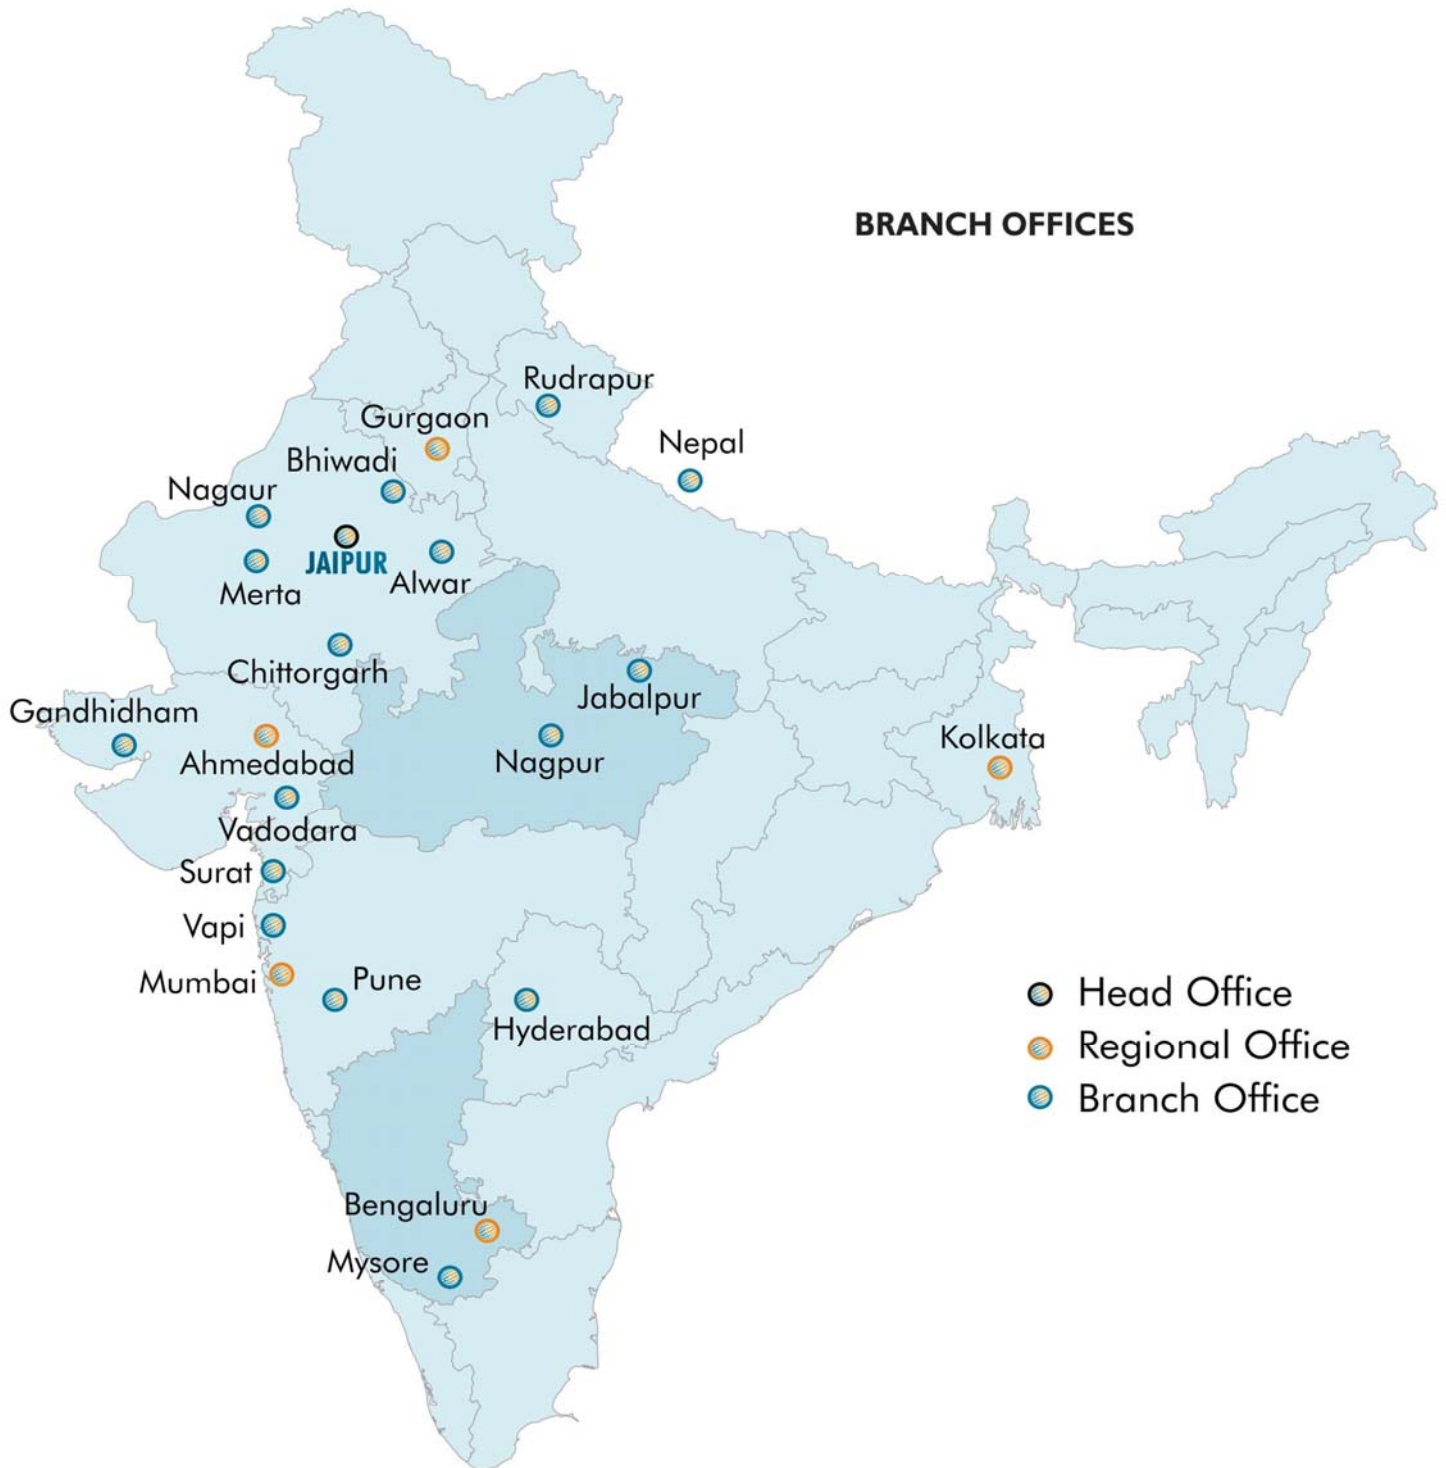 BRANCH OFFICES
Rudrapur
Gurgaon
Nepal
Bhiwadi
Nagaur
JAIPUR
Alwar
Merta
Chittorgarh
Jabalpur
Gandhidham
Kolkata
Ahmedabad
Nagpur
Vadodara
Surat
Vapi
Mumbai
Pune
Hyderabad
Head Office
Regional Office
Branch Office
Bengaluru
Mysore